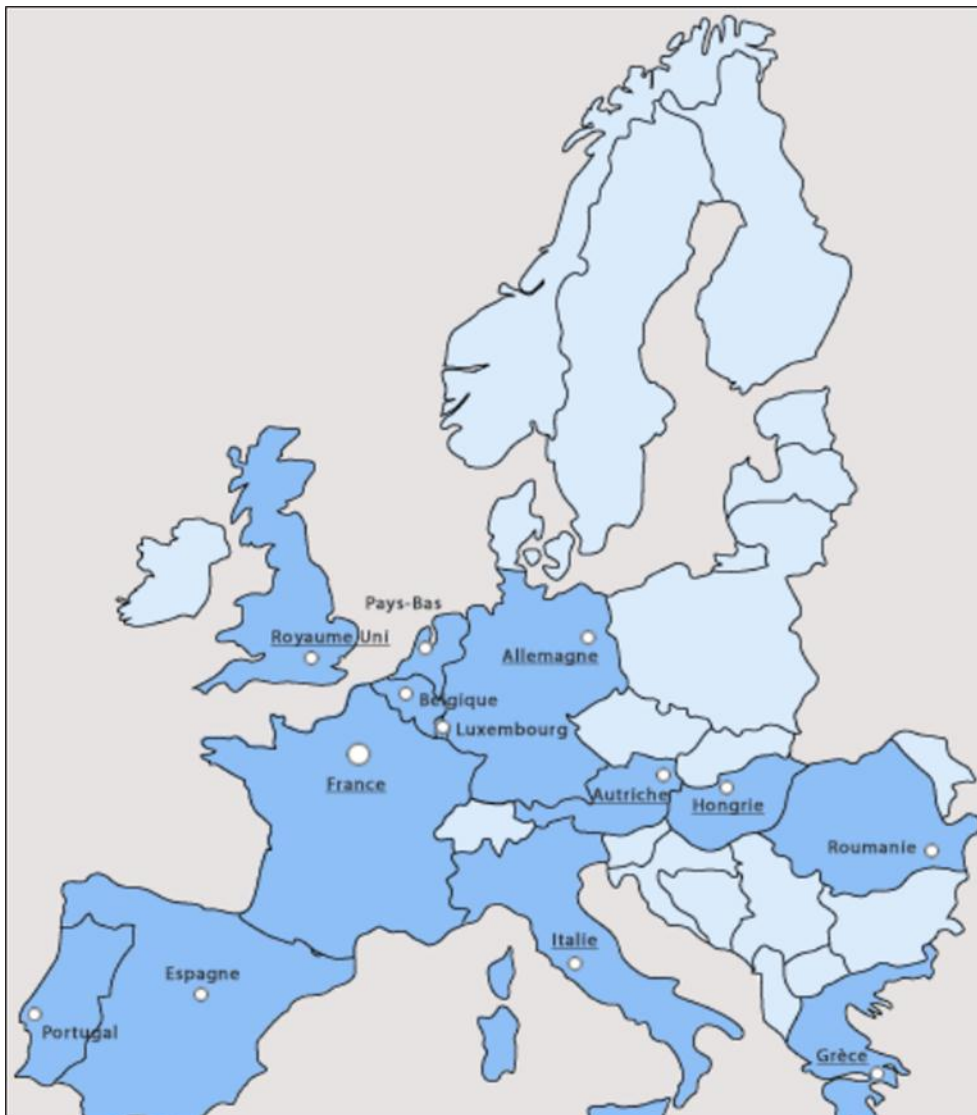 Pays-Bas
Royaume Uni
Allemagne
Belgique
Luxembourg
France
Autriche
Hongrie
Roumanie
Italie
Espagne
Portugal
Grèce